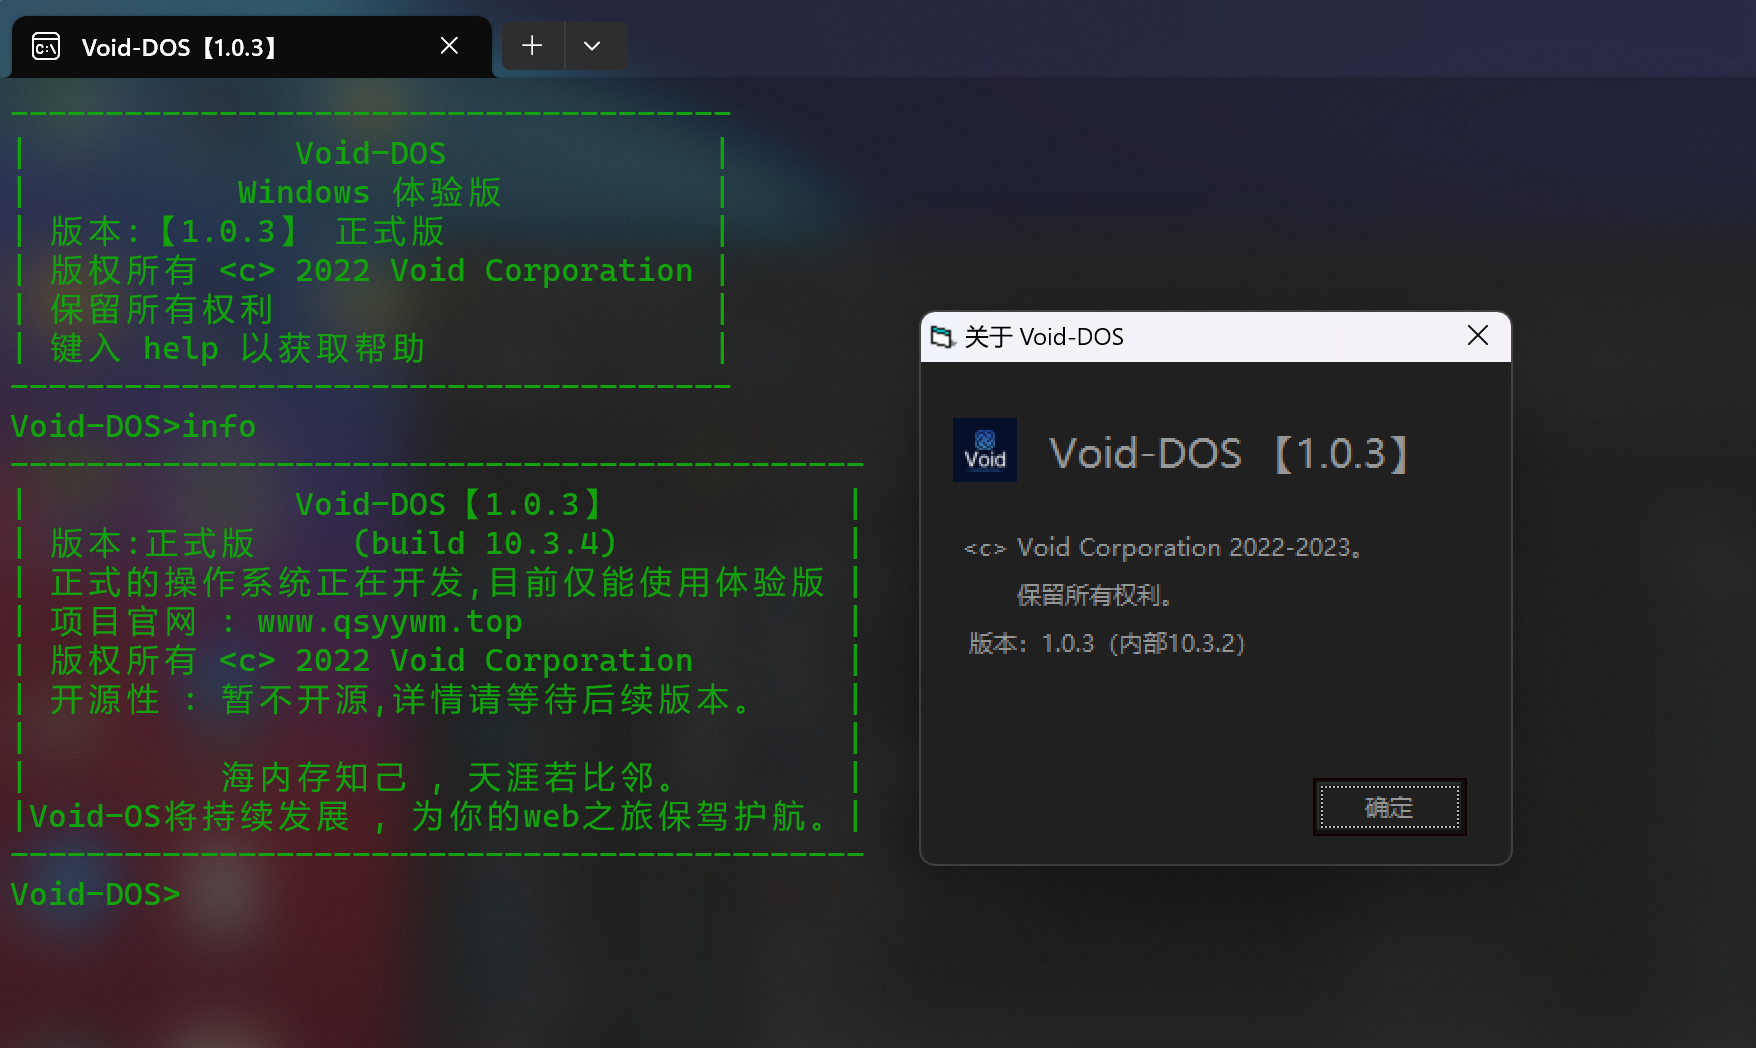 Void-DOS【1.0.3】
Void-DOS
Windows 体验版
版本:【1.0.3】 正式版
版权所有 <c> 2022 Void Corporation
保留所有权利
键入 help 以获取帮助
Void-DOS>info
Void-DOS【1.0.3】
版本:正式版 (build 10.3.4)
正式的操作系统正在开发,目前仅能使用体验版
项目官网 : www.qsyywm.top
版权所有 <c> 2022 Void Corporation
开源性 : 暂不开源,详情请等待后续版本。
海内存知己 , 天涯若比邻。
Void-OS将持续发展 , 为你的web之旅保驾护航。
Void-DOS>
关于 Void-DOS
Void
Void-DOS 【1.0.3】
<c> Void Corporation 2022-2023。
保留所有权利。
版本：1.0.3（内部10.3.2）
确定